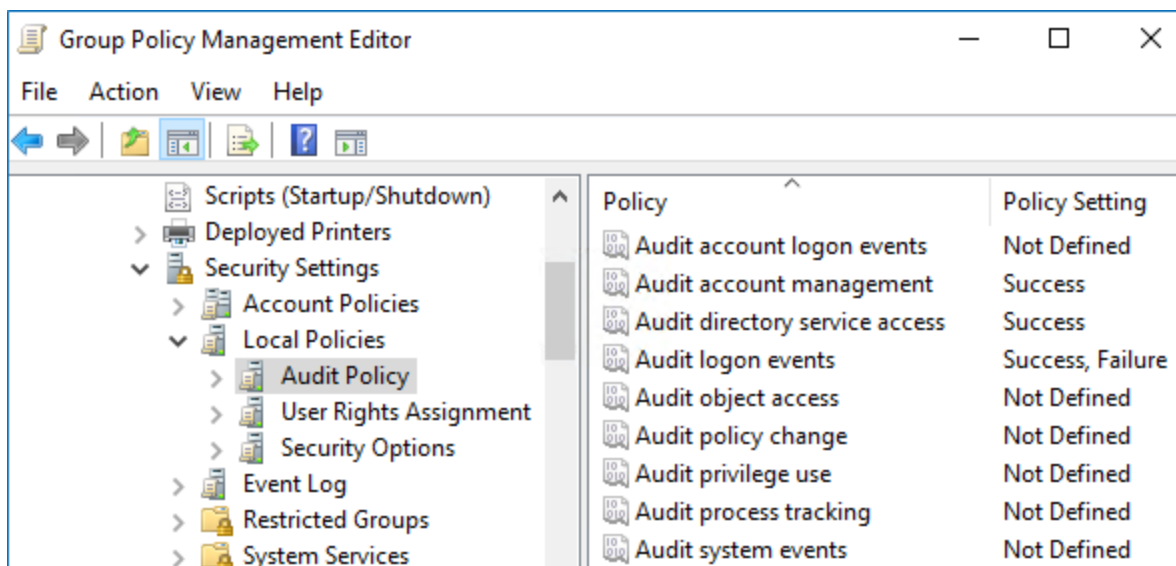 Group Policy Management Editor
File Action View Help
Scripts (Startup/Shutdown)
Deployed Printers
Security Settings
Account Policies
Local Policies
Audit Policy
User Rights Assignment
Security Options
Event Log
Restricted Groups
System Services
Policy Policy Setting
Audit account logon events Not Defined
Audit account management Success
Audit directory service access Success
Audit logon events Success, Failure
Audit object access Not Defined
Audit policy change Not Defined
Audit privilege use Not Defined
Audit process tracking Not Defined
Audit system events Not Defined